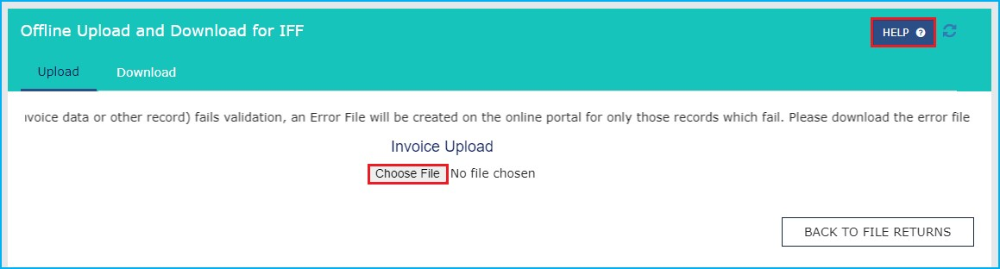 Offline Upload and Download for IFF
HELP
Upload
Download
voice data or other record) fails validation, an Error File will be created on the online portal for only those records which fail. Please download the error file
Invoice Upload
Choose File No file chosen
BACK TO FILE RETURNS